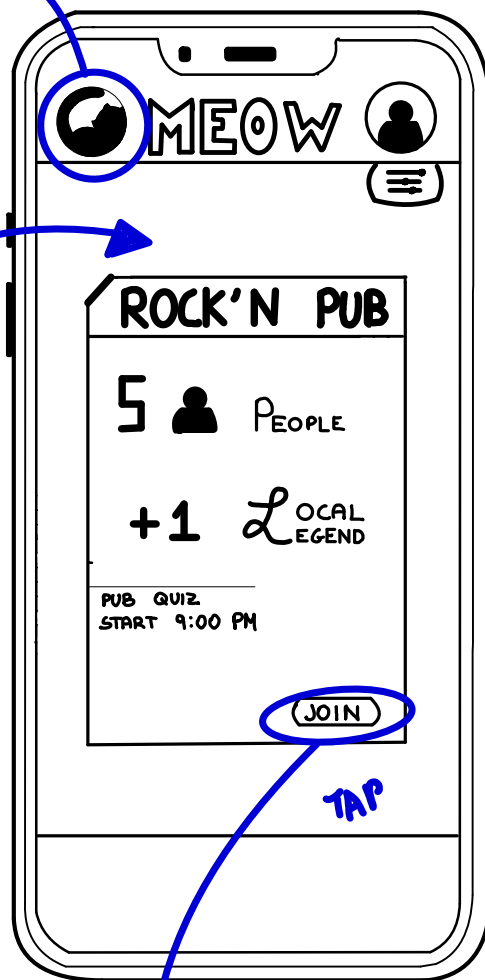 MEOW
ROCK'N PUB
5 PEOPLE
+1 LOCAL LEGEND
PUB QUIZ
START 9:00 PM
JOIN
TAP